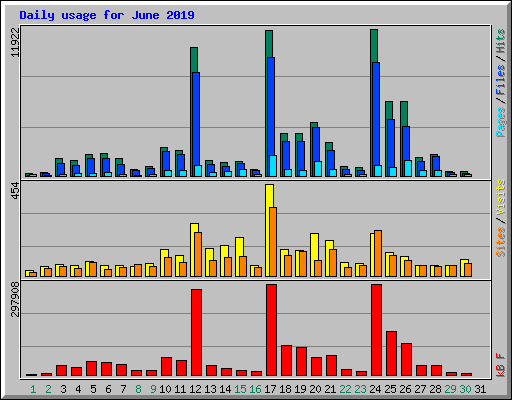 Daily usage for June 2019
11922
Pages / Files / Hits
454
Sites / Visits
297908
kB F
1 2 3 4 5 6 7 8 9 10 11 12 13 14 15 16 17 18 19 20 21 22 23 24 25 26 27 28 29 30 31